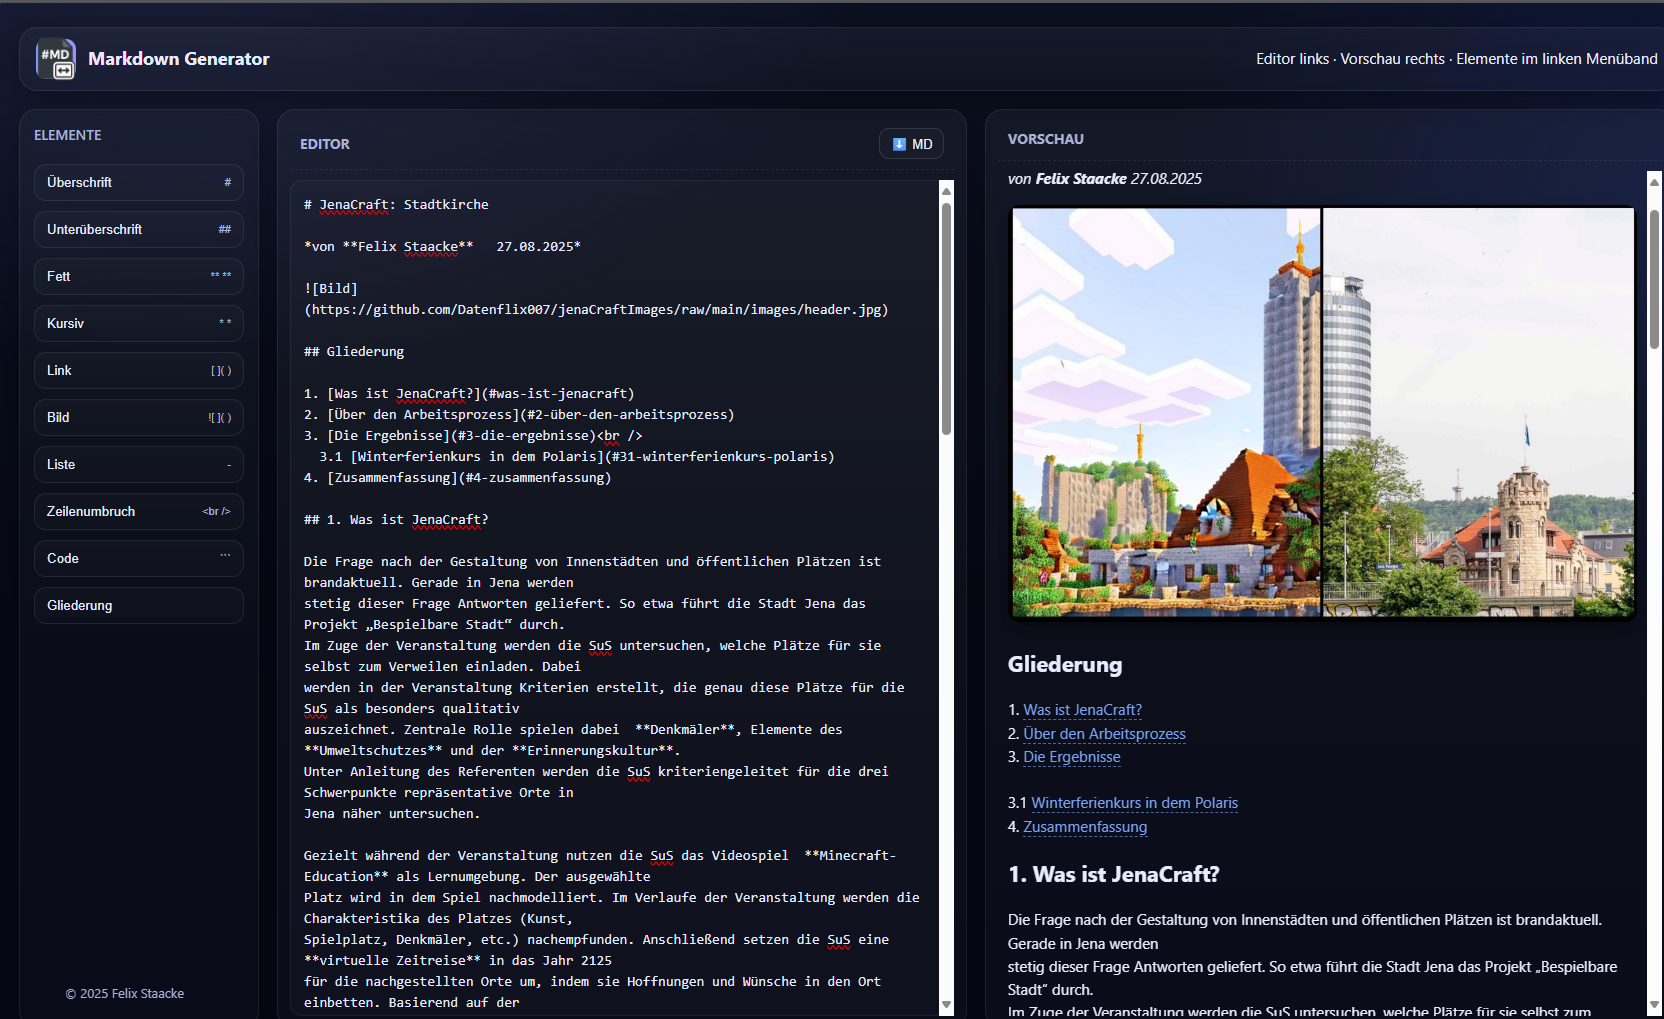 #MD
Markdown Generator
Editor links · Vorschau rechts · Elemente im linken Menüband
ELEMENTE
Überschrift #
Unterüberschrift ##
Fett ** **
Kursiv * *
Link [ ]( )
Bild ![ ]( )
Liste -
Zeilenumbruch <br />
Code ```
Gliederung
© 2025 Felix Staacke
EDITOR
⬇️ MD
# JenaCraft: Stadtkirche
*von **Felix Staacke**   27.08.2025*
![Bild]
(https://github.com/Datenflix007/jenaCraftImages/raw/main/images/header.jpg)
## Gliederung
1. [Was ist JenaCraft?](#was-ist-jenacraft)
2. [Über den Arbeitsprozess](#2-über-den-arbeitsprozess)
3. [Die Ergebnisse](#3-die-ergebnisse)<br />
3.1 [Winterferienkurs in dem Polaris](#31-winterferienkurs-polaris)
4. [Zusammenfassung](#4-zusammenfassung)
## 1. Was ist JenaCraft?
Die Frage nach der Gestaltung von Innenstädten und öffentlichen Plätzen ist
brandaktuell. Gerade in Jena werden
stetig dieser Frage Antworten geliefert. So etwa führt die Stadt Jena das
Projekt „Bespielbare Stadt“ durch.
Im Zuge der Veranstaltung werden die SuS untersuchen, welche Plätze für sie
selbst zum Verweilen einladen. Dabei
werden in der Veranstaltung Kriterien erstellt, die genau diese Plätze für die
SuS als besonders qualitativ
auszeichnet. Zentrale Rolle spielen dabei  **Denkmäler**, Elemente des
**Umweltschutzes** und der **Erinnerungskultur**.
Unter Anleitung des Referenten werden die SuS kriteriengeleitet für die drei
Schwerpunkte repräsentative Orte in
Jena näher untersuchen.
Gezielt während der Veranstaltung nutzen die SuS das Videospiel  **Minecraft-
Education** als Lernumgebung. Der ausgewählte
Platz wird in dem Spiel nachmodelliert. Im Verlaufe der Veranstaltung werden die
Charakteristika des Platzes (Kunst,
Spielplatz, Denkmäler, etc.) nachempfunden. Anschließend setzen die SuS eine
**virtuelle Zeitreise** in das Jahr 2125
für die nachgestellten Orte um, indem sie Hoffnungen und Wünsche in den Ort
einbetten. Basierend auf der
VORSCHAU
von Felix Staacke 27.08.2025
Gliederung
1. Was ist JenaCraft?
2. Über den Arbeitsprozess
3. Die Ergebnisse
3.1 Winterferienkurs in dem Polaris
4. Zusammenfassung
1. Was ist JenaCraft?
Die Frage nach der Gestaltung von Innenstädten und öffentlichen Plätzen ist brandaktuell.
Gerade in Jena werden
stetig dieser Frage Antworten geliefert. So etwa führt die Stadt Jena das Projekt „Bespielbare
Stadt“ durch.
Im Zuge der Veranstaltung werden die SuS untersuchen, welche Plätze für sie selbst zum